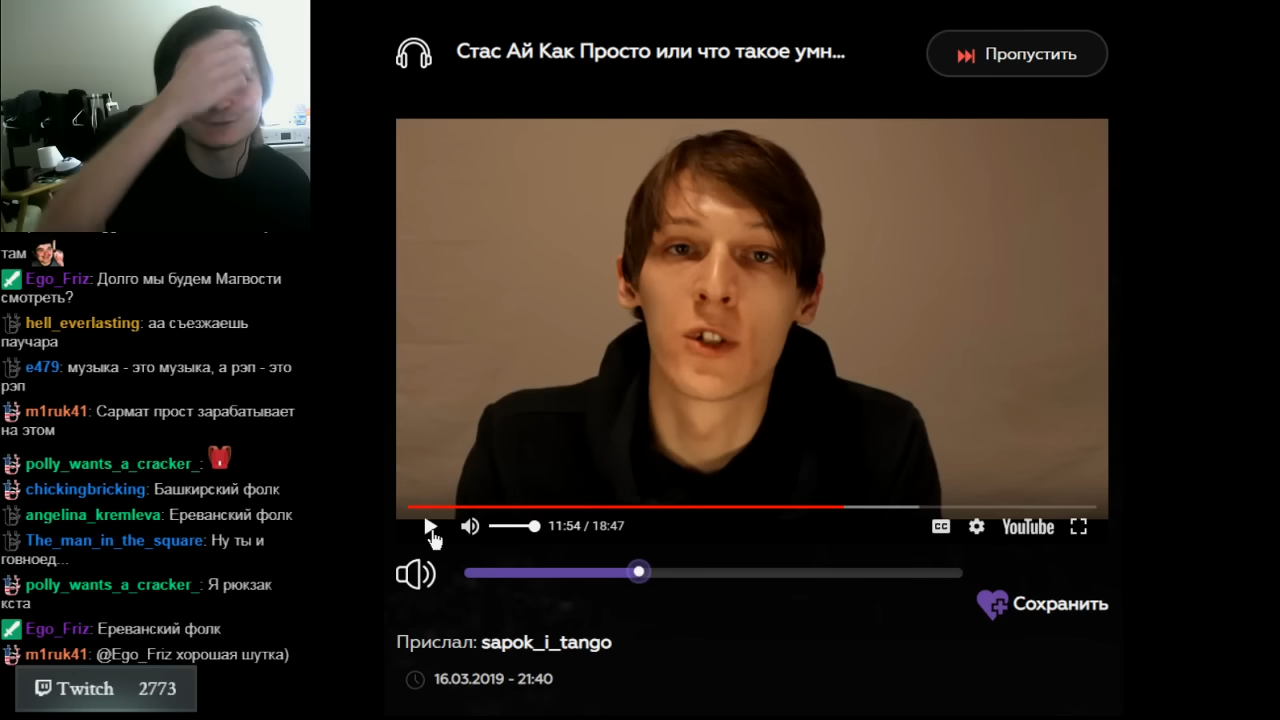 Стас Ай Как Просто или что такое умн...
Пропустить
там
Ego_Friz: Долго мы будем Магвости
смотреть?
hell_everlasting: аа съезжаешь
паучара
e479: музыка - это музыка, а рэп - это
рэп
m1ruk41: Сармат прост зарабатывает
на этом
polly_wants_a_cracker_:
chickingbricking: Башкирский фолк
angelina_kremleva: Ереванский фолк
The_man_in_the_square: Ну ты и
говноед...
polly_wants_a_cracker_: Я рюкзак
кста
Ego_Friz: Ереванский фолк
m1ruk41: @Ego_Friz хорошая шутка)
Twitch 2773
11:54 / 18:47
CC
YouTube
Сохранить
Прислал: sapok_i_tango
16.03.2019 - 21:40